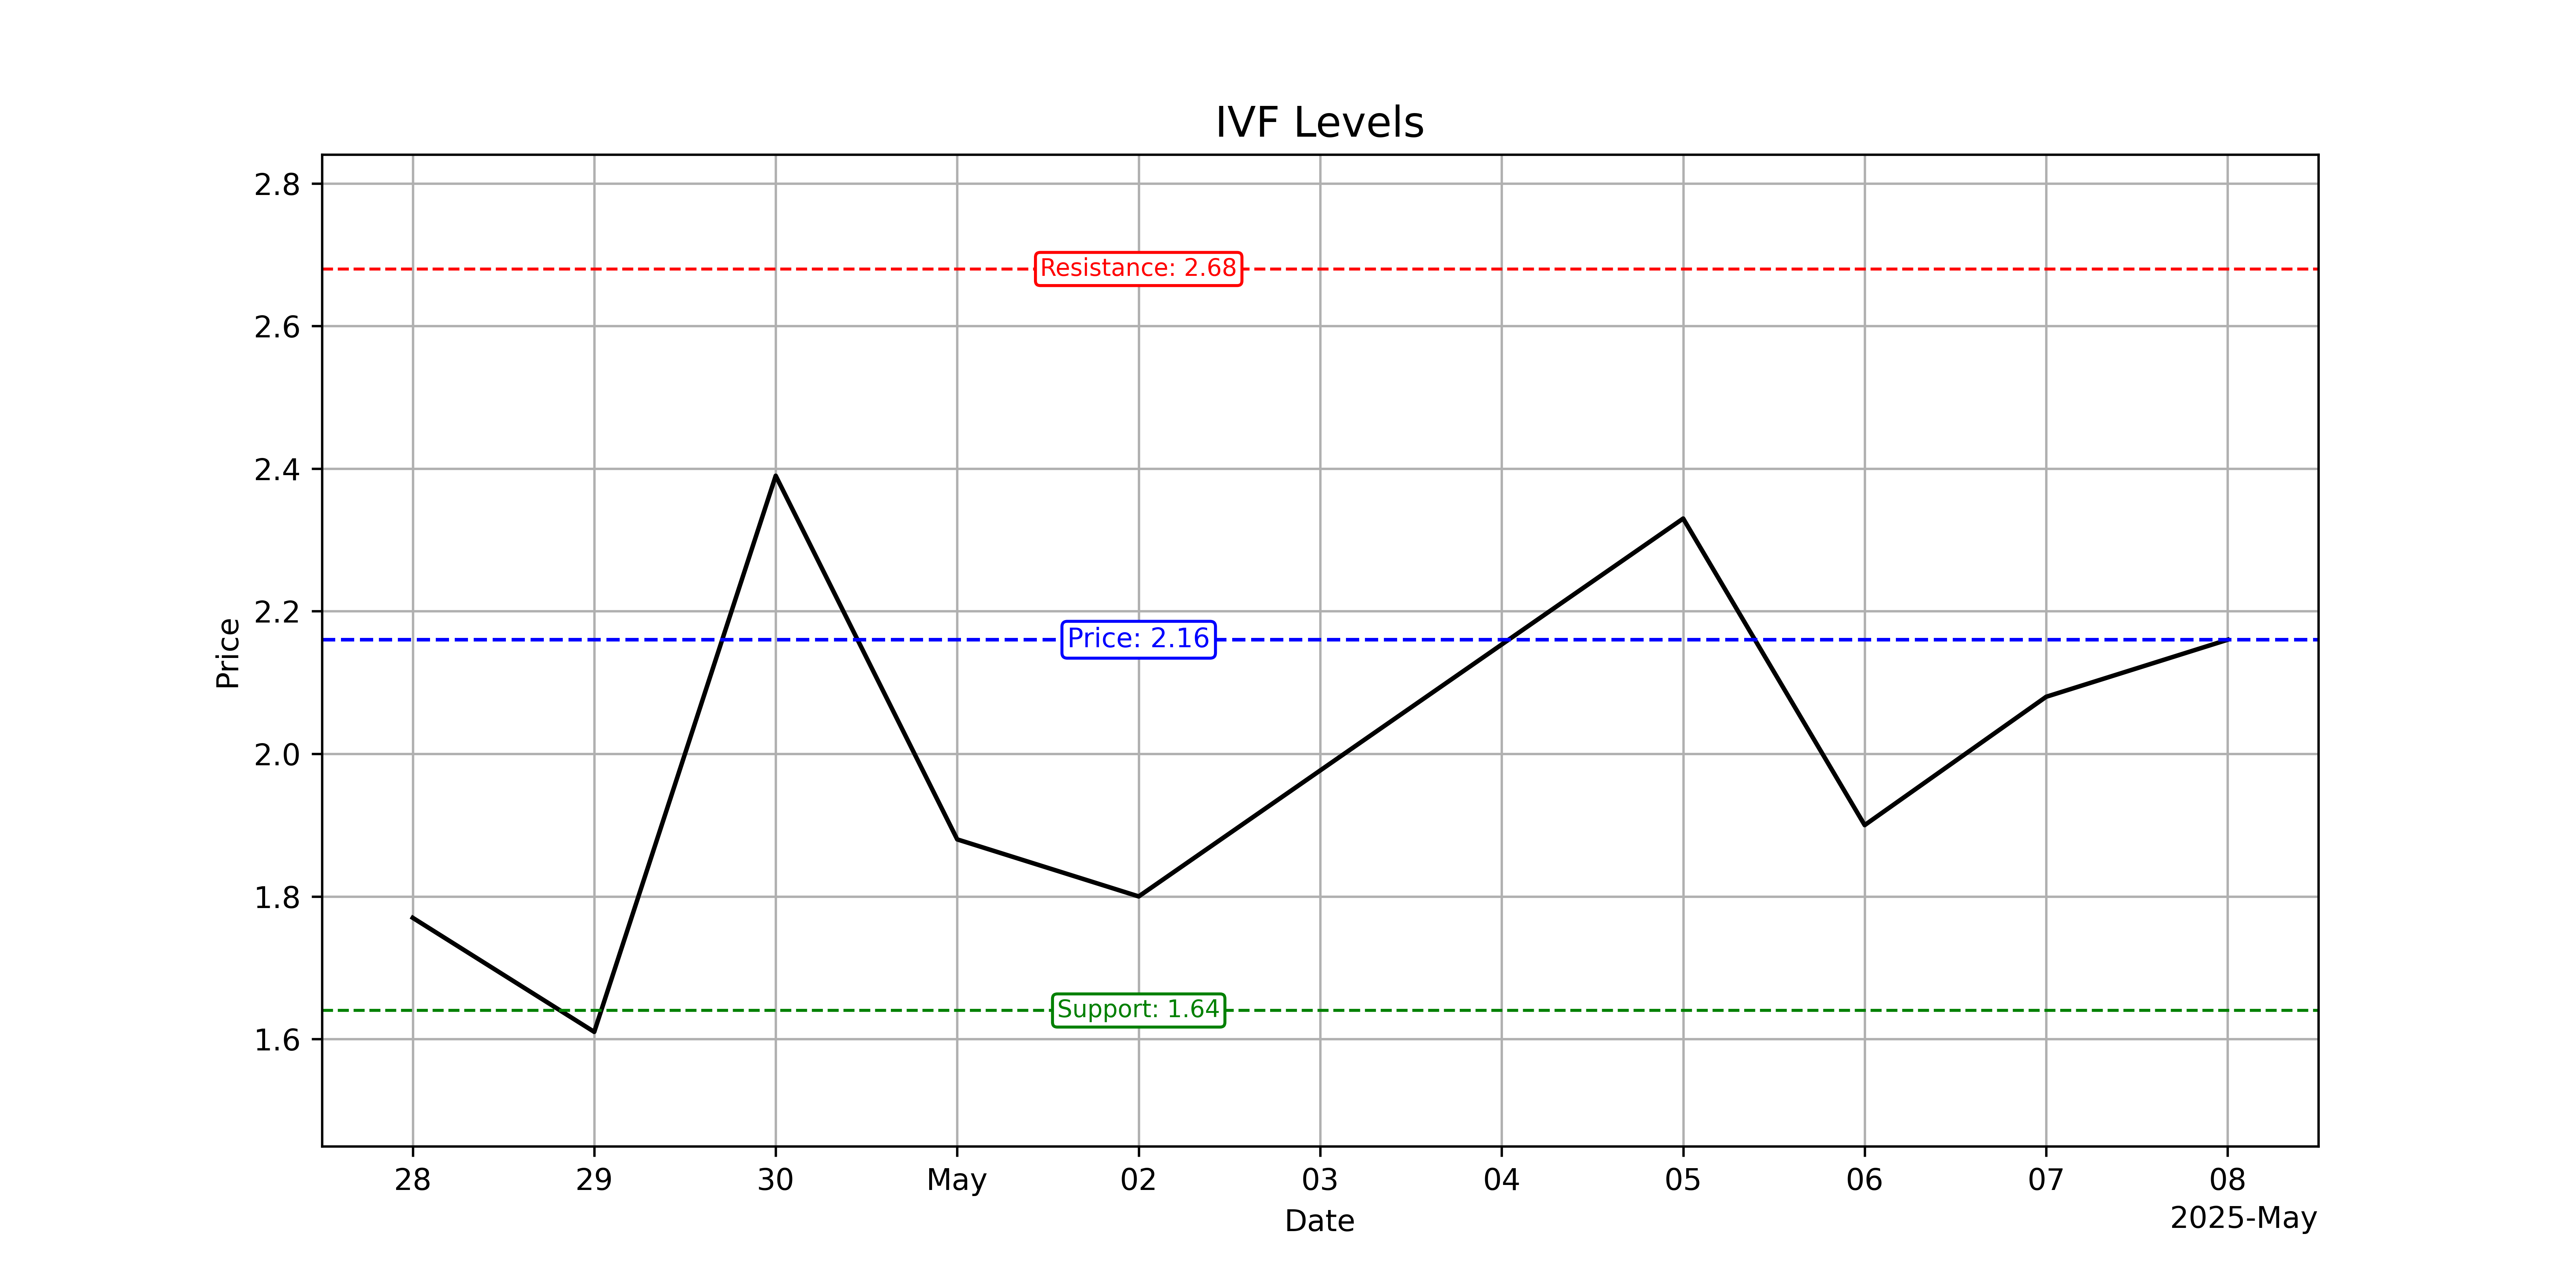 IVF Levels
2.8
Resistance: 2.68
2.6
2.4
2.2
Price: 2.16
Price
2.0
1.8
Support: 1.64
1.6
28 29 30 May 02 03 04 05 06 07 08
Date
2025-May